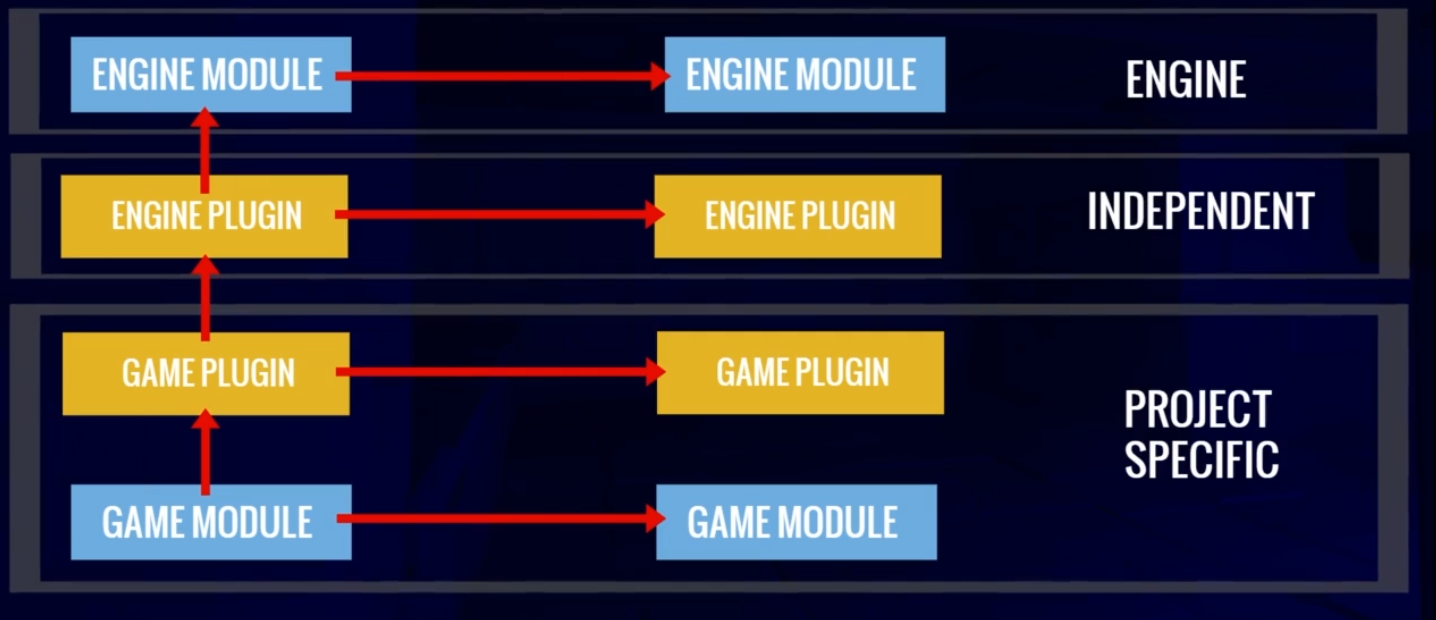 ENGINE MODULE
ENGINE MODULE
ENGINE
ENGINE PLUGIN
ENGINE PLUGIN
INDEPENDENT
GAME PLUGIN
GAME PLUGIN
PROJECT
SPECIFIC
GAME MODULE
GAME MODULE